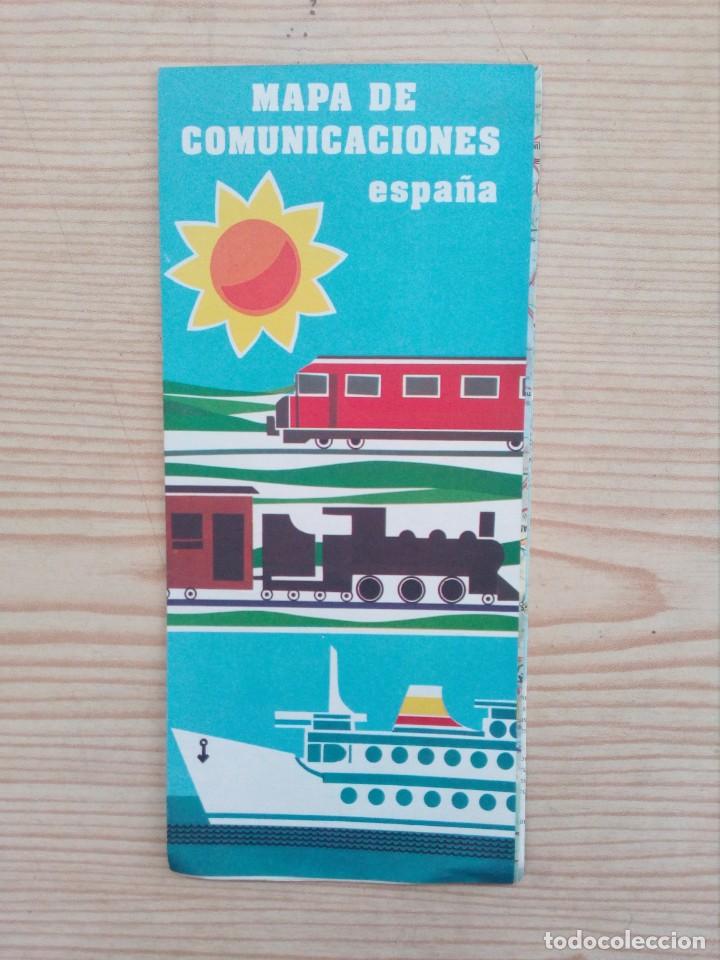 MAPA DE
COMUNICACIONES
españa
todocoleccion